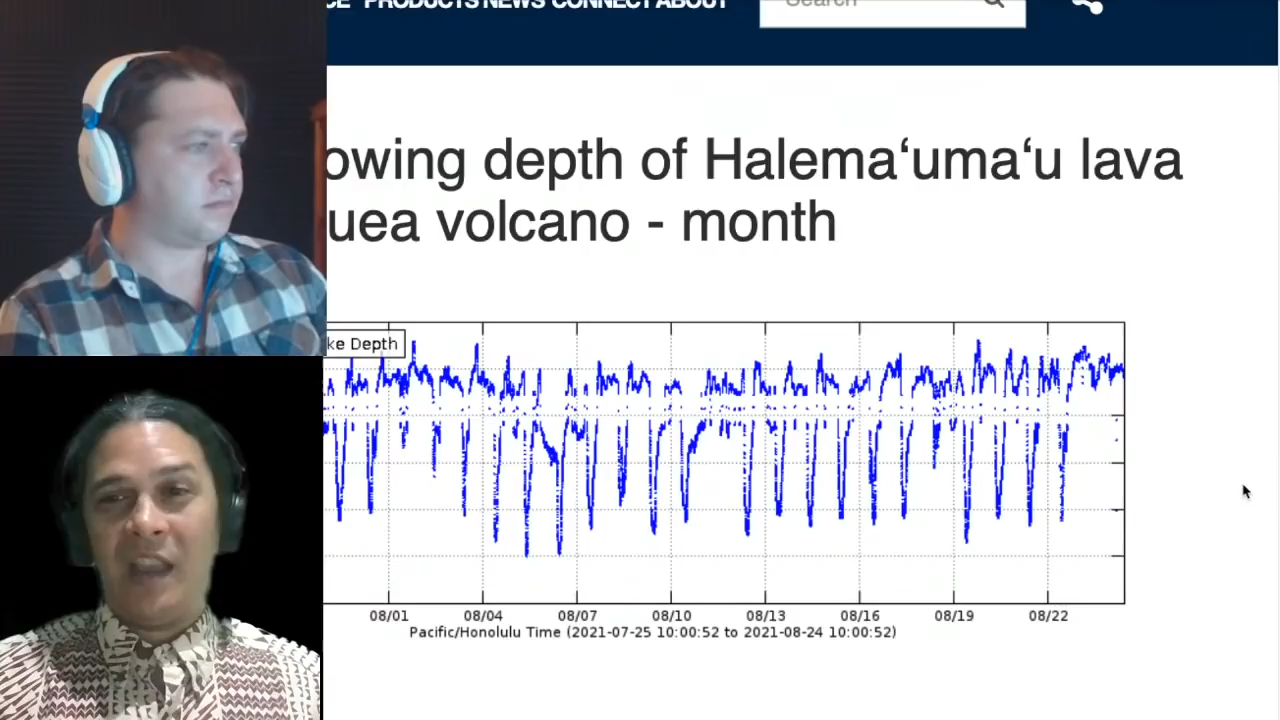 PRODUCTS NEWS CONNECT ABOUT
Search
owing depth of Halemaʻumaʻu lava
uea volcano - month
ke Depth
08/01 08/04 08/07 08/10 08/13 08/16 08/19 08/22
Pacific/Honolulu Time (2021-07-25 10:00:52 to 2021-08-24 10:00:52)